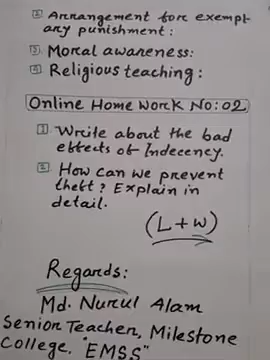 ② Arrangement for exempl-
ary punishment:
③ Moral awareness:
④ Religious teaching:
Online Home Work No: 02
① Write about the bad
effects of Indecency.
② How can we prevent
theft? Explain in
detail.
(L+W)
Regards:
Md. Nurul Alam
Senior Teacher, Milestone
College. "EMSS"